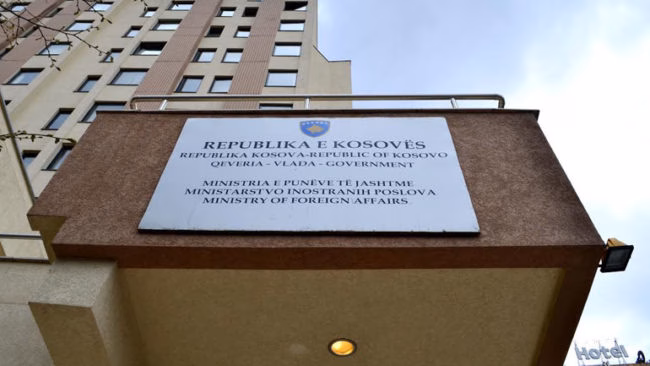 REPUBLIKA E KOSOVËS
REPUBLIKA KOSOVA-REPUBLIC OF KOSOVO
QEVERIA - VLADA - GOVERNMENT
MINISTRIA E PUNËVE TË JASHTME
MINISTARSTVO INOSTRANIH POSLOVA
MINISTRY OF FOREIGN AFFAIRS
Hotel